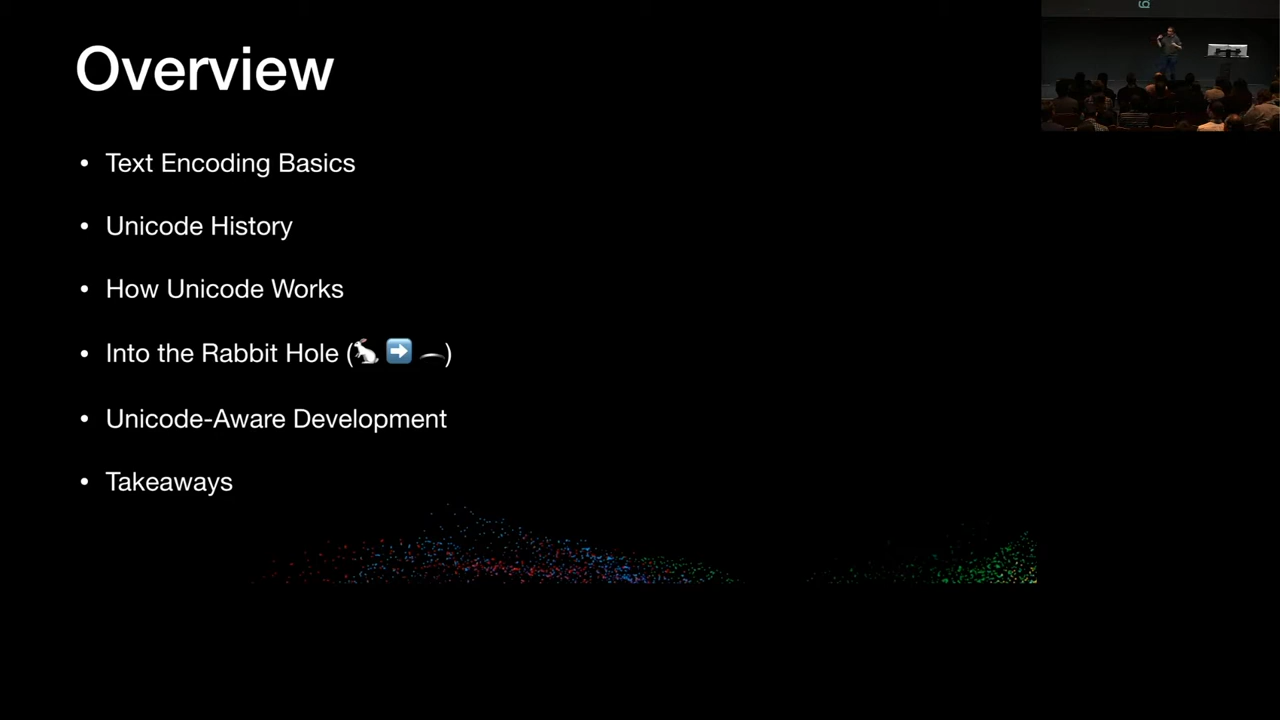 Overview
• Text Encoding Basics
• Unicode History
• How Unicode Works
• Into the Rabbit Hole (🐇 ➡️ 🕳️)
• Unicode-Aware Development
• Takeaways